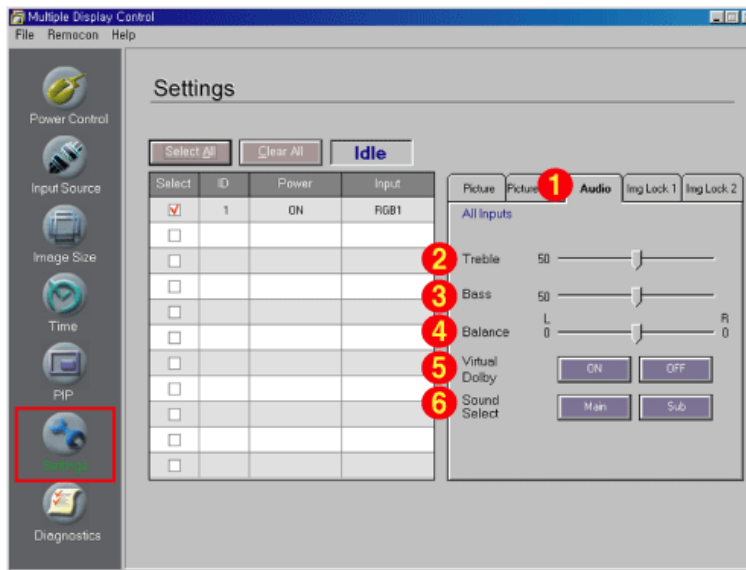 Multiple Display Control
File Remocon Help
Power Control
Input Source
Image Size
Time
PIP
Settings
Diagnostics
Settings
Select All
Clear All
Idle
Select ID Power Input
1 ON RGB1
Picture Picture 1 Audio Img Lock 1 Img Lock 2
All Inputs
2 Treble 50
3 Bass 50
L R
4 Balance 0 0
5 Virtual Dolby ON OFF
6 Sound Select Main Sub